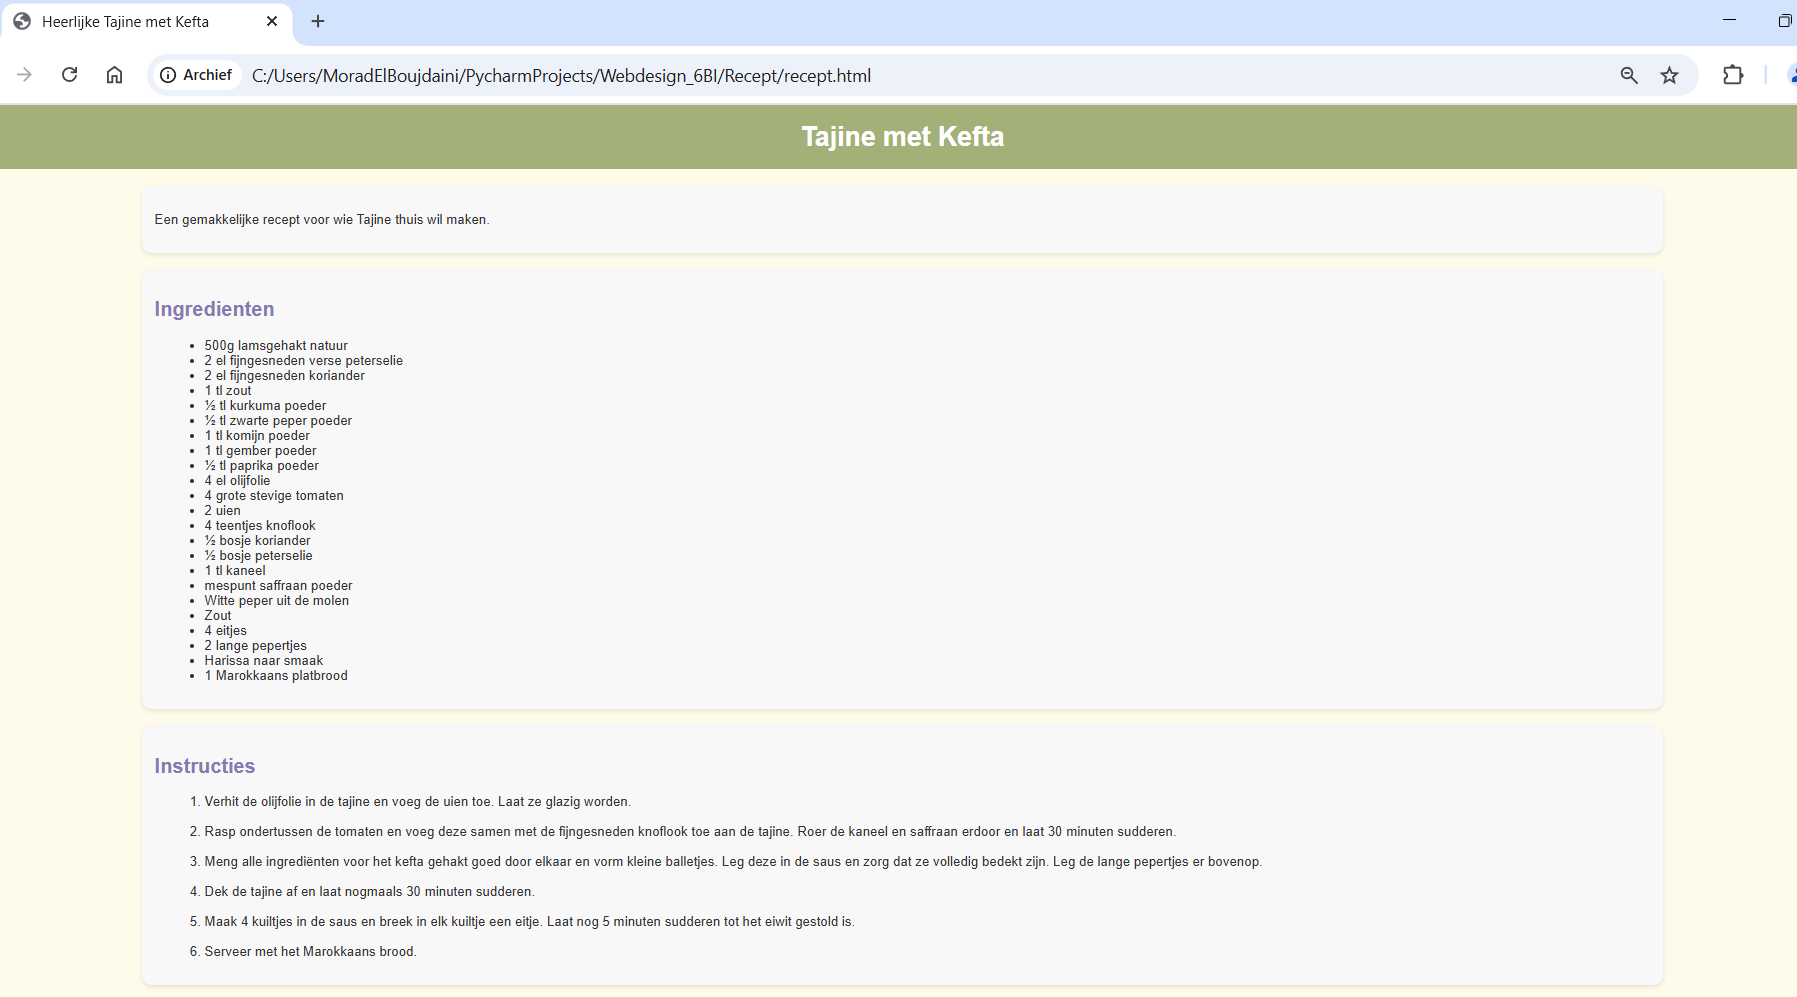 Heerlijke Tajine met Kefta
Archief C:/Users/MoradElBoujdaini/PycharmProjects/Webdesign_6BI/Recept/recept.html
Tajine met Kefta
Een gemakkelijke recept voor wie Tajine thuis wil maken.
Ingredienten
• 500g lamsgehakt natuur
• 2 el fijngesneden verse peterselie
• 2 el fijngesneden koriander
• 1 tl zout
• ½ tl kurkuma poeder
• ½ tl zwarte peper poeder
• 1 tl komijn poeder
• 1 tl gember poeder
• ½ tl paprika poeder
• 4 el olijfolie
• 4 grote stevige tomaten
• 2 uien
• 4 teentjes knoflook
• ½ bosje koriander
• ½ bosje peterselie
• 1 tl kaneel
• mespunt saffraan poeder
• Witte peper uit de molen
• Zout
• 4 eitjes
• 2 lange pepertjes
• Harissa naar smaak
• 1 Marokkaans platbrood
Instructies
1. Verhit de olijfolie in de tajine en voeg de uien toe. Laat ze glazig worden.
2. Rasp ondertussen de tomaten en voeg deze samen met de fijngesneden knoflook toe aan de tajine. Roer de kaneel en saffraan erdoor en laat 30 minuten sudderen.
3. Meng alle ingrediënten voor het kefta gehakt goed door elkaar en vorm kleine balletjes. Leg deze in de saus en zorg dat ze volledig bedekt zijn. Leg de lange pepertjes er bovenop.
4. Dek de tajine af en laat nogmaals 30 minuten sudderen.
5. Maak 4 kuiltjes in de saus en breek in elk kuiltje een eitje. Laat nog 5 minuten sudderen tot het eiwit gestold is.
6. Serveer met het Marokkaans brood.